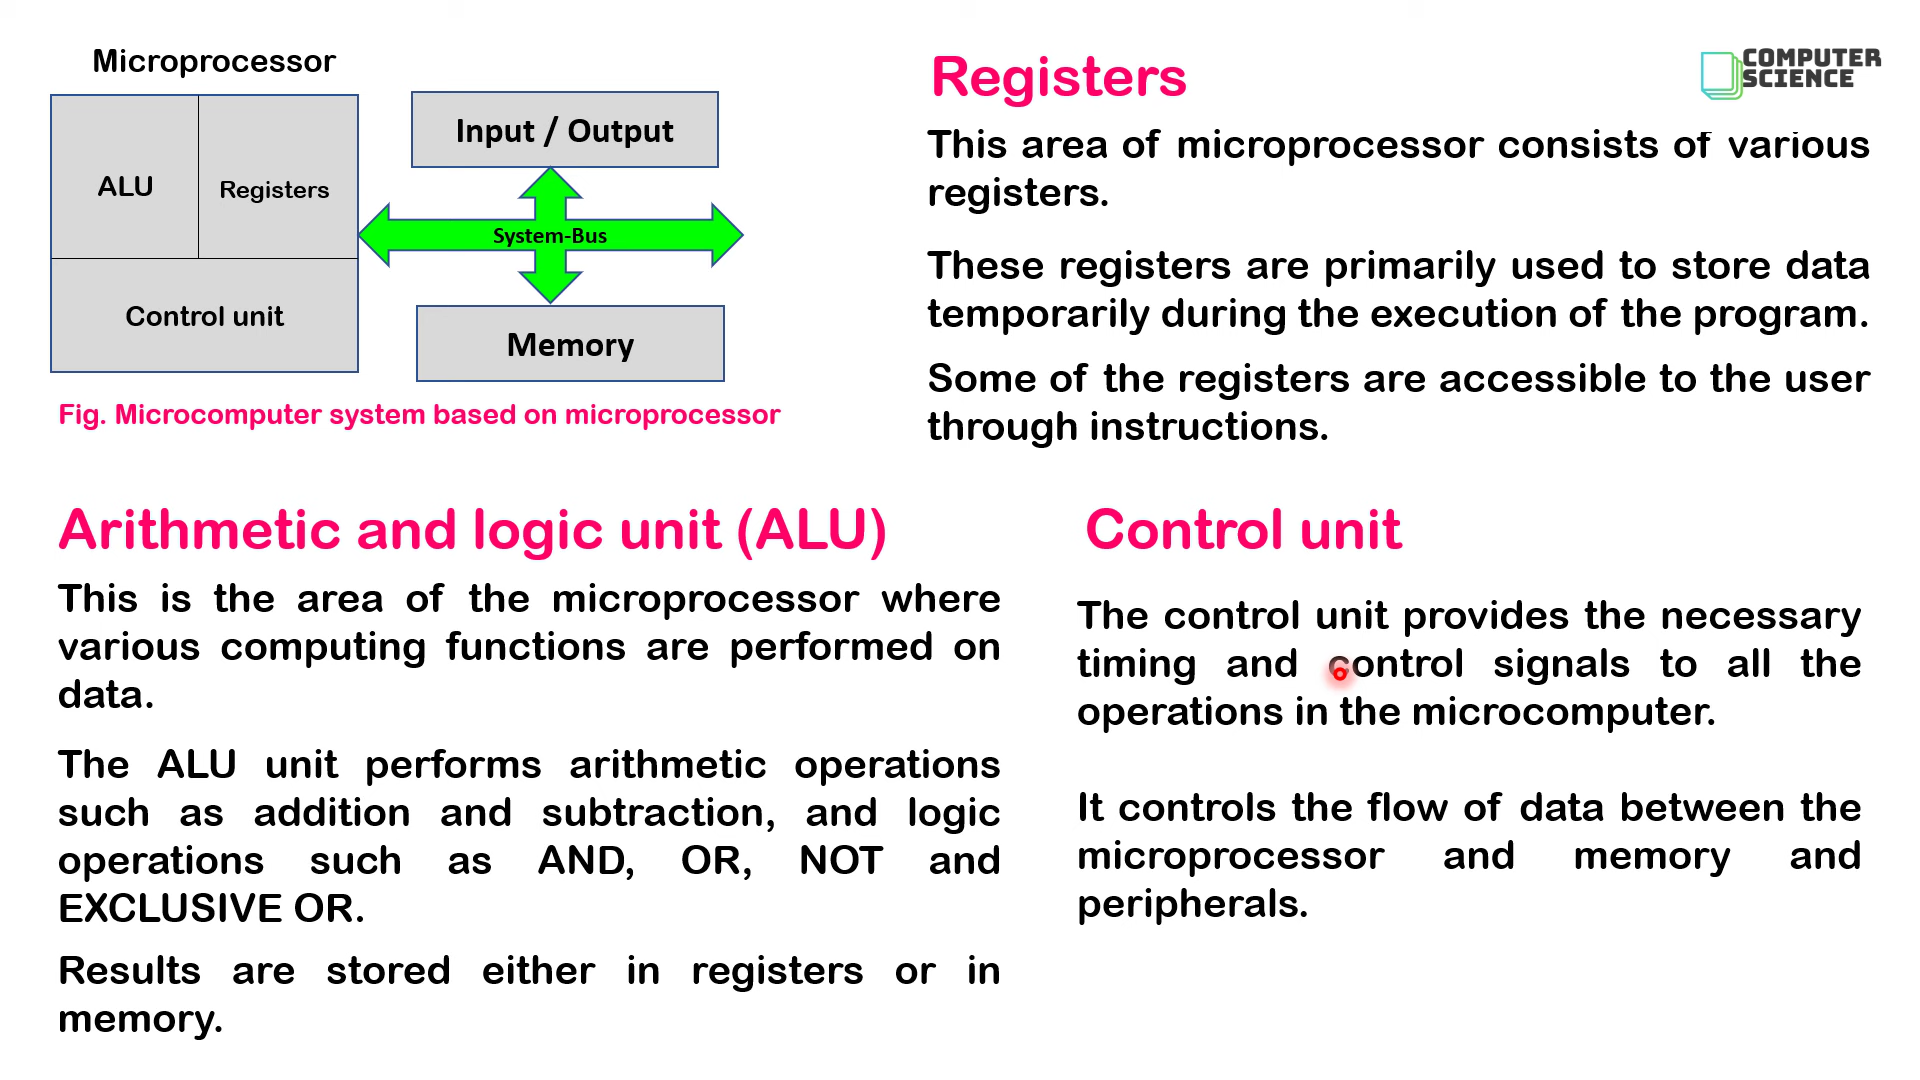 Microprocessor
ALU
Registers
Control unit
Input / Output
System-Bus
Memory
Fig. Microcomputer system based on microprocessor
COMPUTER
SCIENCE
Registers
This area of microprocessor consists of various
registers.
These registers are primarily used to store data
temporarily during the execution of the program.
Some of the registers are accessible to the user
through instructions.
Arithmetic and logic unit (ALU)
This is the area of the microprocessor where
various computing functions are performed on
data.
The ALU unit performs arithmetic operations
such as addition and subtraction, and logic
operations such as AND, OR, NOT and
EXCLUSIVE OR.
Results are stored either in registers or in
memory.
Control unit
The control unit provides the necessary
timing and control signals to all the
operations in the microcomputer.
It controls the flow of data between the
microprocessor and memory and
peripherals.